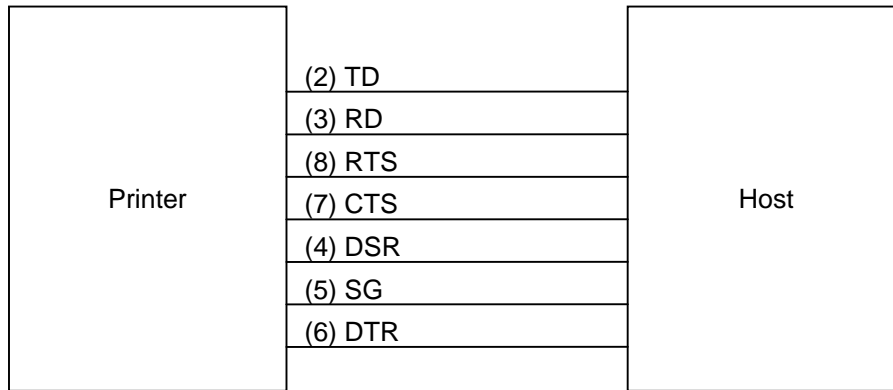 (2) TD
(3) RD
(8) RTS
Printer
(7) CTS
Host
(4) DSR
(5) SG
(6) DTR